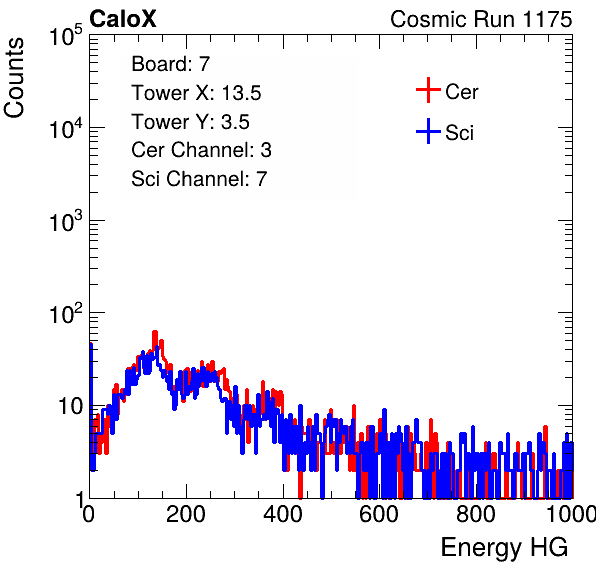 CaloX Cosmic Run 1175
Counts
10^5
10^4
10^3
10^2
10
1
Board: 7
Tower X: 13.5
Tower Y: 3.5
Cer Channel: 3
Sci Channel: 7
Cer
Sci
0 200 400 600 800 1000
Energy HG